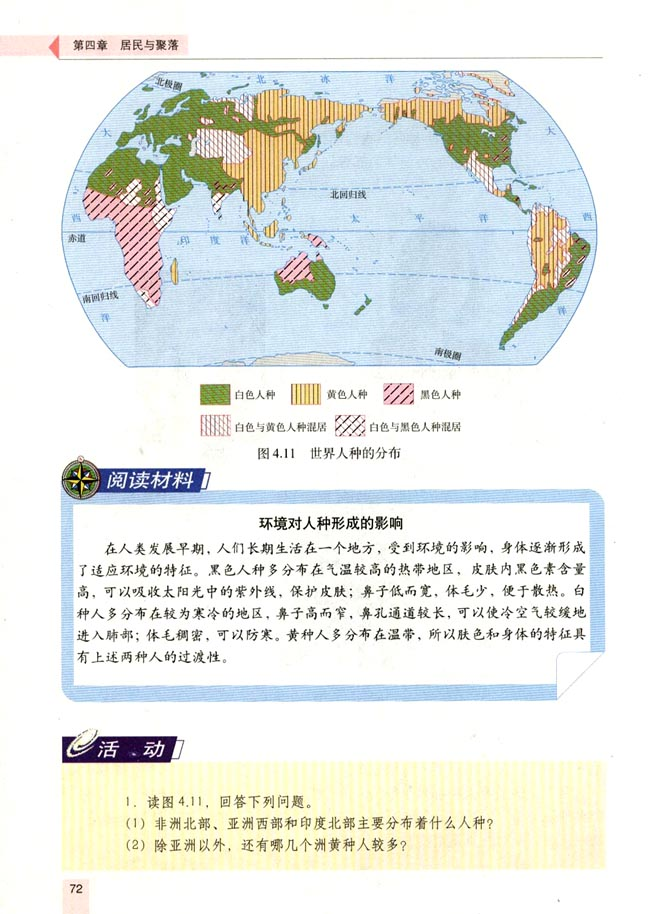 第四章 居民与聚落
北极圈
北 冰 洋
大
大
北回归线
西
太 平 洋
西
赤道
印 度 洋
南回归线
洋
洋
南极圈
白色人种 黄色人种 黑色人种
白色与黄色人种混居 白色与黑色人种混居
图 4.11 世界人种的分布
阅读材料
环境对人种形成的影响
在人类发展早期，人们长期生活在一个地方，受到环境的影响，身体逐渐形成
了适应环境的特征。黑色人种多分布在气温较高的热带地区，皮肤内黑色素含量
高，可以吸收太阳光中的紫外线，保护皮肤；鼻子低而宽，体毛少，便于散热。白
种人多分布在较为寒冷的地区，鼻子高而窄，鼻孔通道较长，可以使冷空气较缓地
进入肺部；体毛稠密，可以防寒。黄种人多分布在温带，所以肤色和身体的特征具
有上述两种人的过渡性。
活 动
1. 读图 4.11，回答下列问题。
(1) 非洲北部、亚洲西部和印度北部主要分布着什么人种？
(2) 除亚洲以外，还有哪几个洲黄种人较多？
72